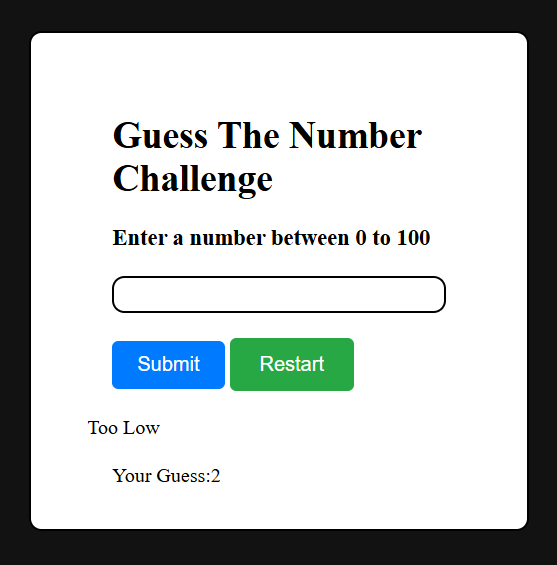 Guess The Number
Challenge
Enter a number between 0 to 100
Submit Restart
Too Low
Your Guess:2